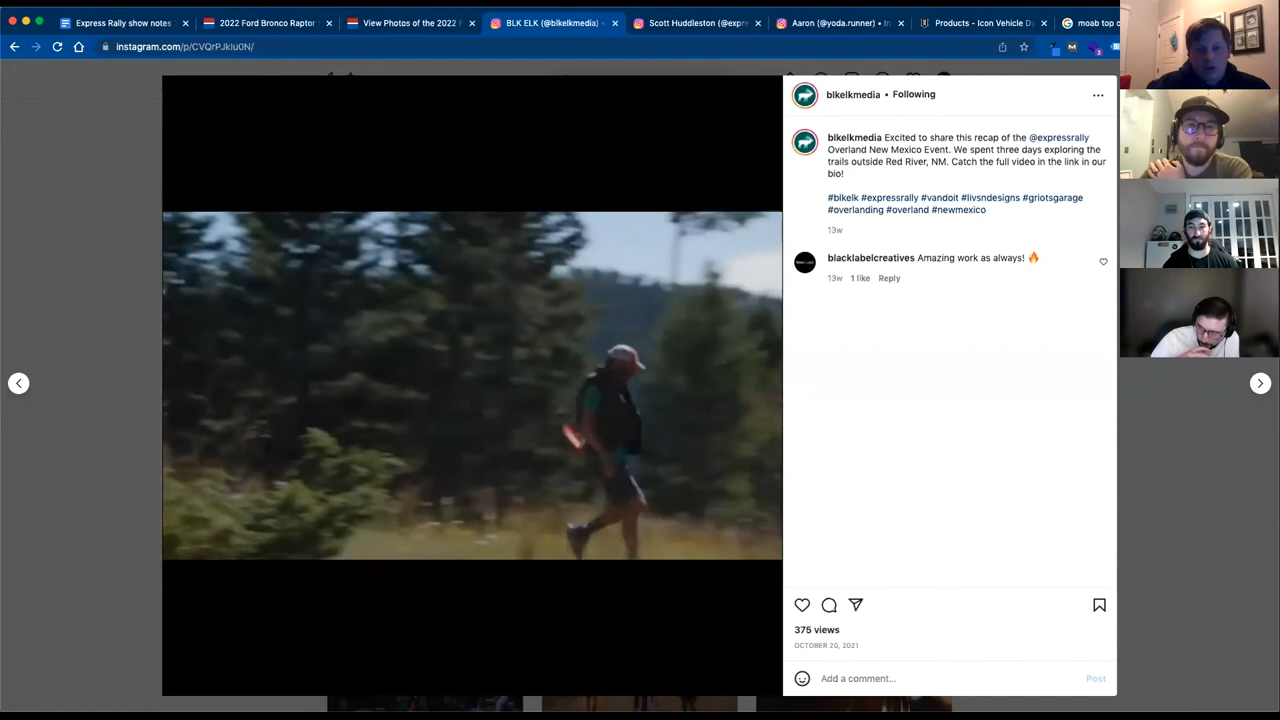 Express Rally show notes
2022 Ford Bronco Raptor
View Photos of the 2022 F
BLK ELK (@blkelkmedia) •
Scott Huddleston (@expre
Aaron (@yoda.runner) • In
Products - Icon Vehicle Dy
moab top o
instagram.com/p/CVQrPJklu0N/
3
blkelkmedia • Following
blkelkmedia Excited to share this recap of the @expressrally
Overland New Mexico Event. We spent three days exploring the
trails outside Red River, NM. Catch the full video in the link in our
bio!
#blkelk #expressrally #vandoit #livsndesigns #griotsgarage
#overlanding #overland #newmexico
13w
blacklabelcreatives Amazing work as always! 🔥
13w 1 like Reply
375 views
OCTOBER 20, 2021
Add a comment...
Post